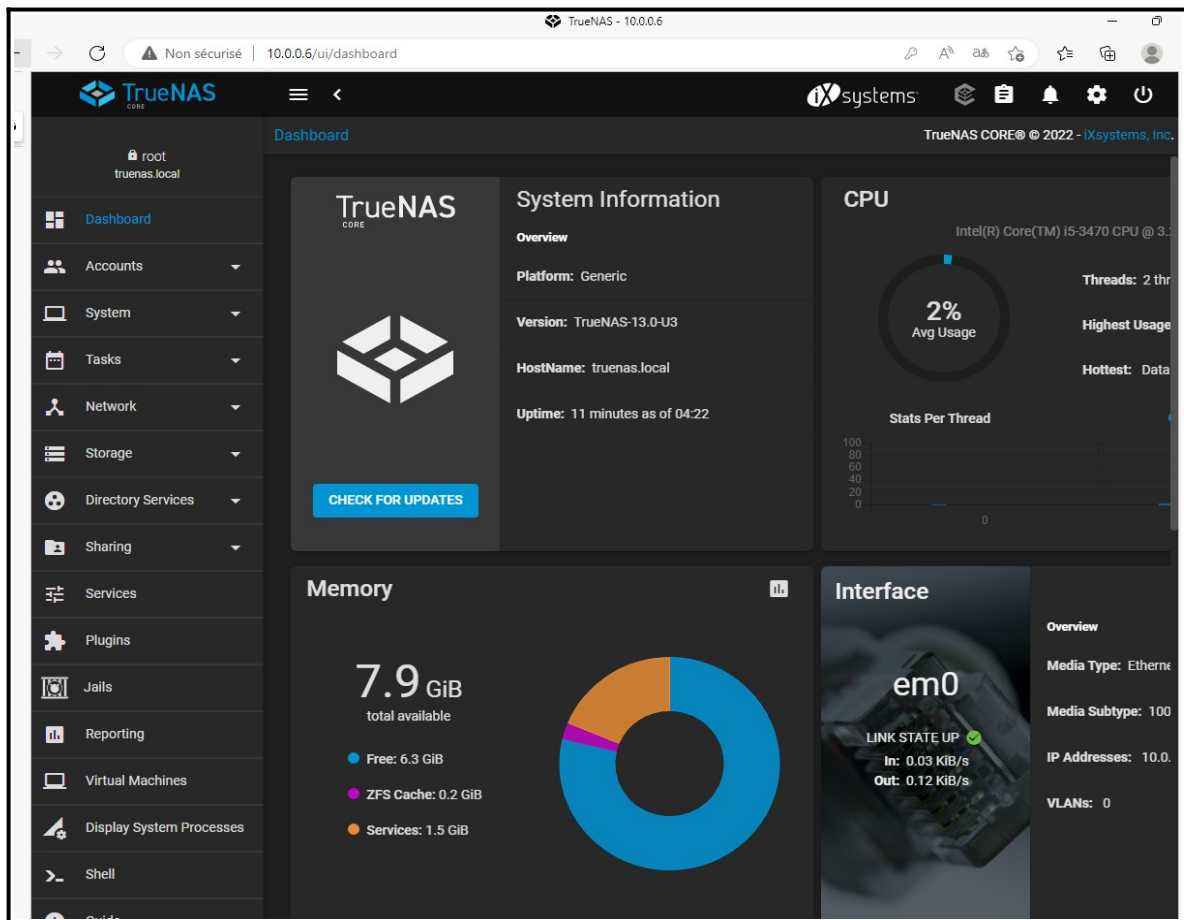 TrueNAS - 10.0.0.6
Non sécurisé
10.0.0.6/ui/dashboard
TrueNAS
CORE
iX systems
Dashboard
TrueNAS CORE® © 2022 - iXsystems, Inc.
root
truenas.local
Dashboard
Accounts
System
Tasks
Network
Storage
Directory Services
Sharing
Services
Plugins
Jails
Reporting
Virtual Machines
Display System Processes
Shell
TrueNAS
CORE
CHECK FOR UPDATES
System Information
Overview
Platform: Generic
Version: TrueNAS-13.0-U3
HostName: truenas.local
Uptime: 11 minutes as of 04:22
CPU
Intel(R) Core(TM) i5-3470 CPU @ 3.
2%
Avg Usage
Threads: 2 thr
Highest Usage
Hottest: Data
Stats Per Thread
100
80
60
40
20
0
0
Memory
7.9 GiB
total available
Free: 6.3 GiB
ZFS Cache: 0.2 GiB
Services: 1.5 GiB
Interface
em0
LINK STATE UP
In: 0.03 KiB/s
Out: 0.12 KiB/s
Overview
Media Type: Etherne
Media Subtype: 100
IP Addresses: 10.0.
VLANs: 0